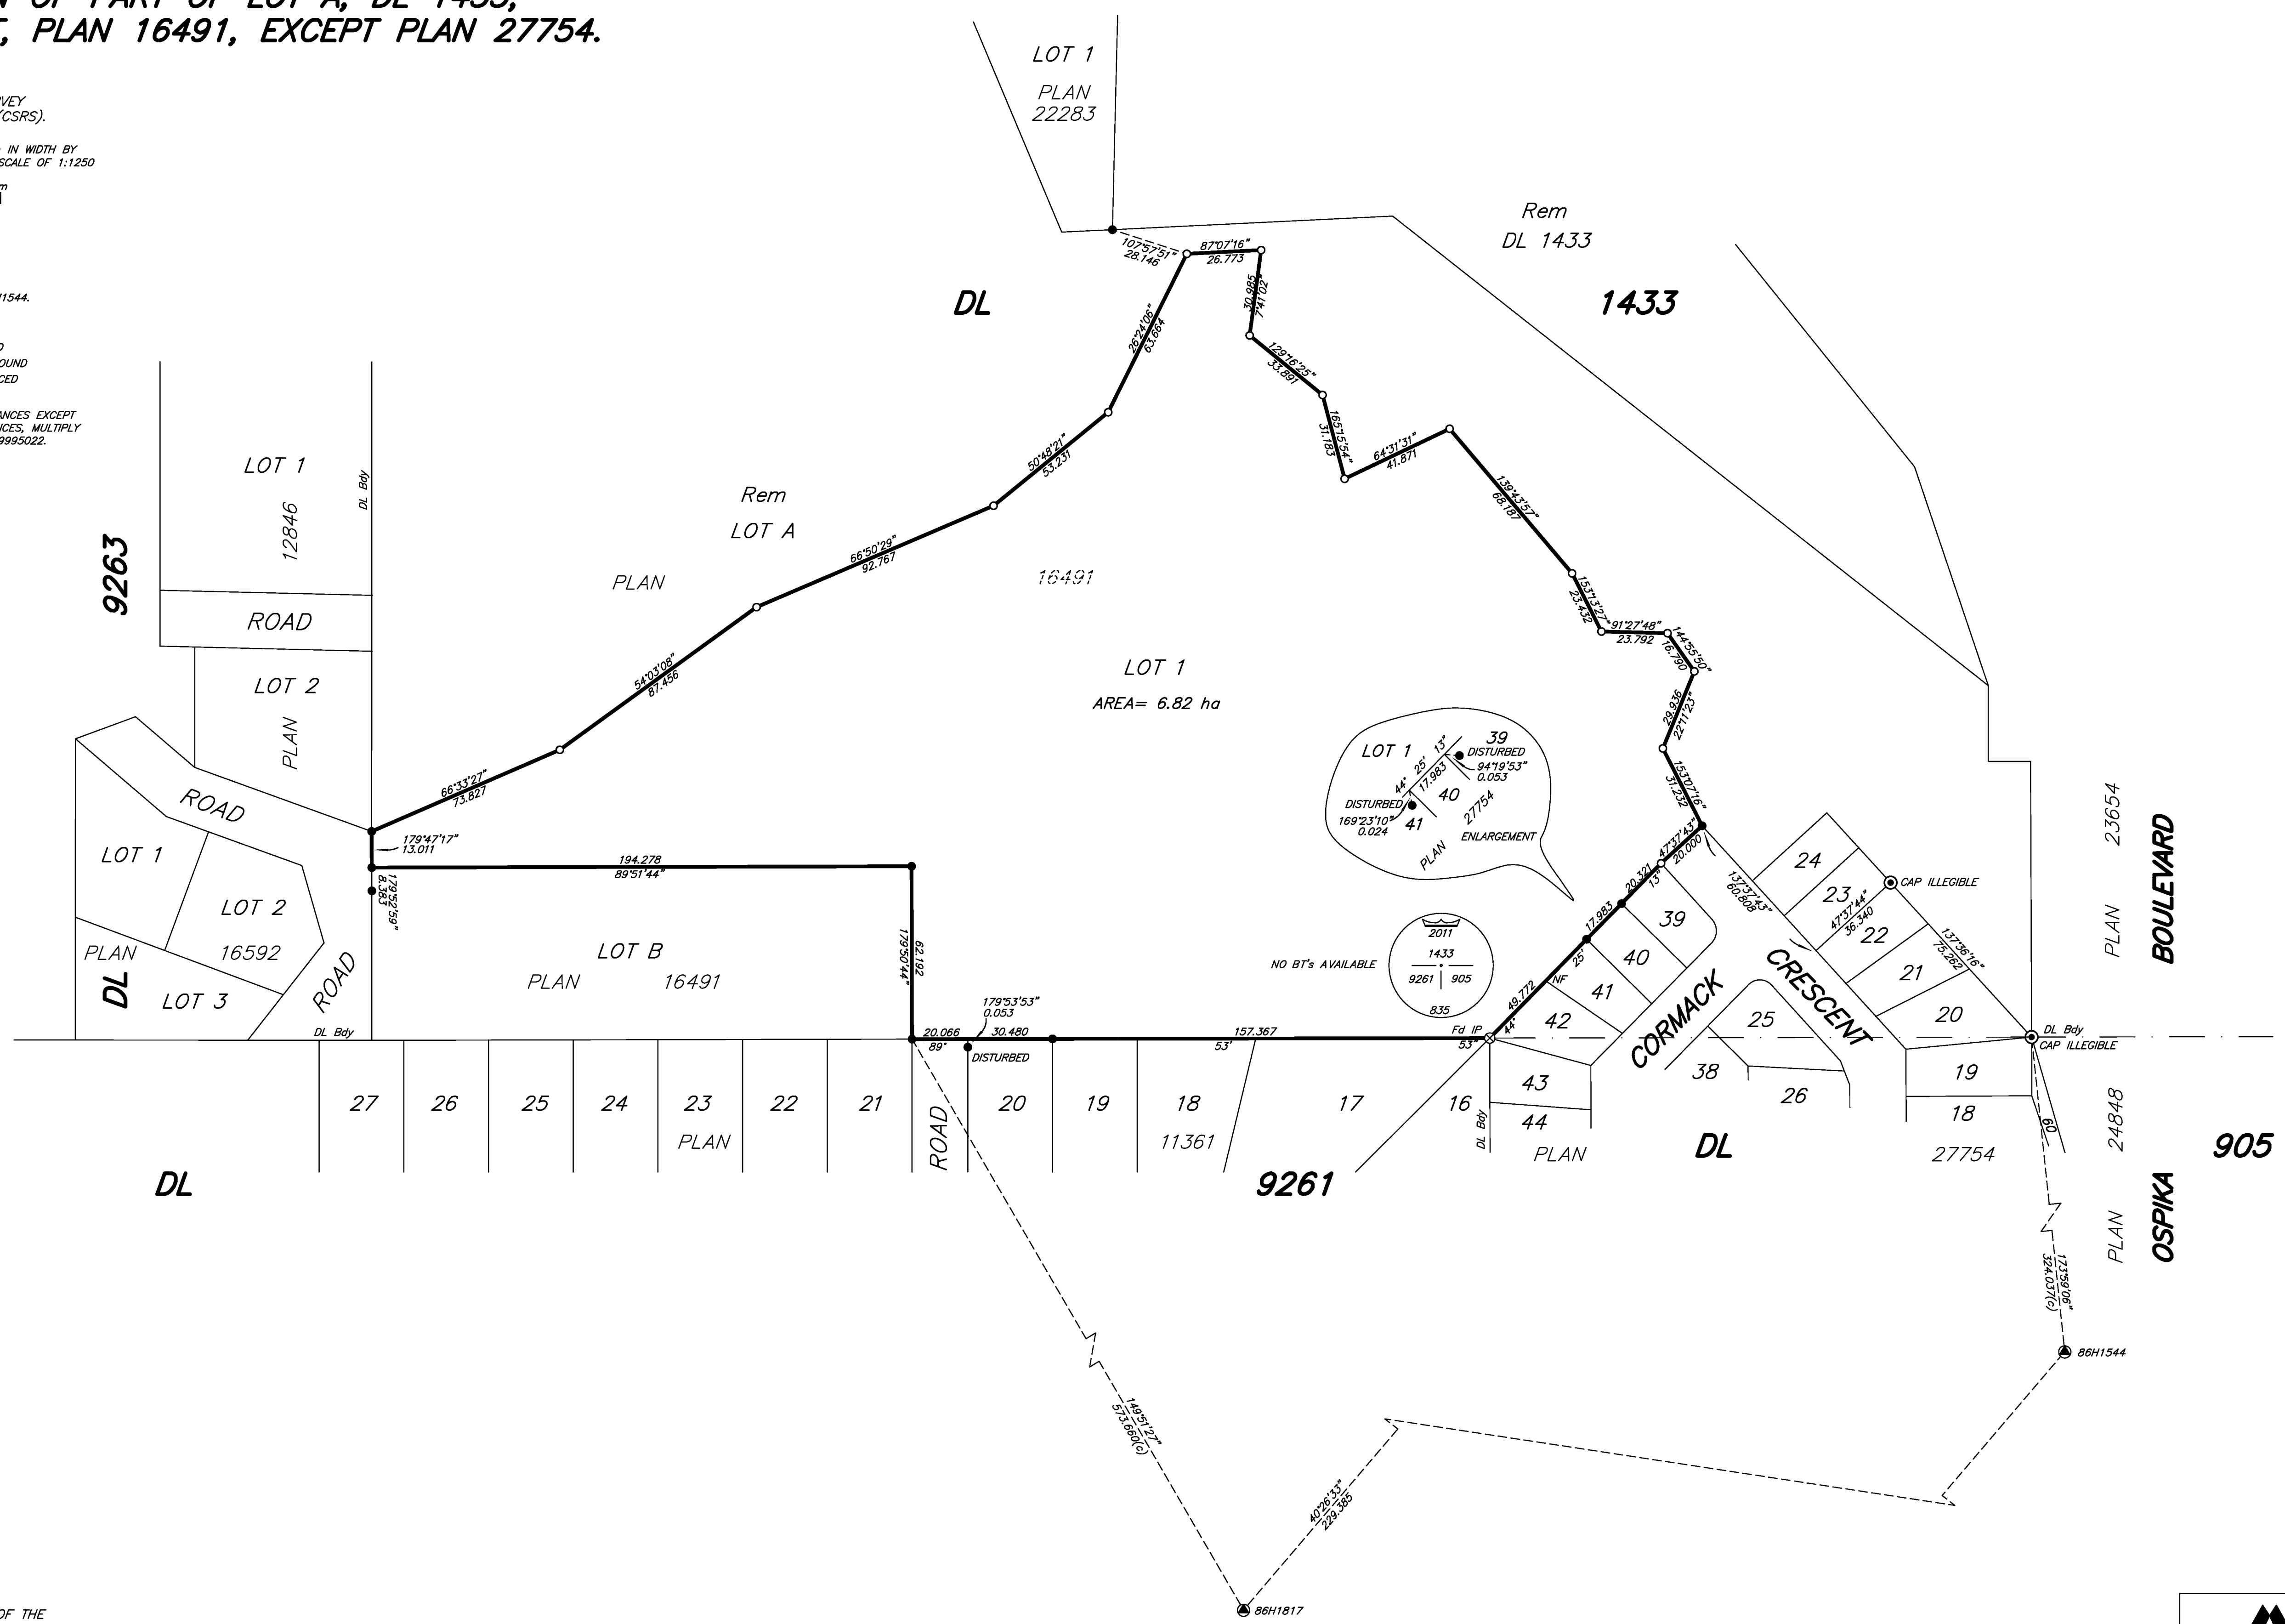 T, PLAN 16491, EXCEPT PLAN 27754.
VEY
(CSRS).
IN WIDTH BY
SCALE OF 1:1250
m
11544.
OUND
CED
ANCES EXCEPT
NCES, MULTIPLY
9995022.
LOT 1
PLAN
22283
Rem
DL 1433
107°57'51"
28.146
87°07'16"
26.773
30.985
7°41'02"
DL
1433
26°24'06"
63.664
129°16'25"
33.891
165°15'54"
31.183
64°31'31"
41.871
50°48'21"
53.231
139°43'57"
68.187
LOT 1
12846
DL Bdy
Rem
LOT A
66°50'29"
92.767
PLAN
16491
9263
ROAD
153°13'27"
23.432
91°27'48"
23.792
144°55'50"
16.790
LOT 2
PLAN
54°03'08"
87.456
LOT 1
AREA= 6.82 ha
29.936
22°11'23"
66°33'27"
73.827
153°07'16"
31.232
ROAD
LOT 1
44° 25' 13"
17.983
39
DISTURBED
94°19'53"
0.053
40
DISTURBED
169°23'10"
0.024
41
27754
PLAN
ENLARGEMENT
47°37'43"
20.000
20.321
13"
137°37'43"
60.808
24
23
CAP ILLEGIBLE
47°37'44"
36.340
22
137°36'16"
75.262
21
20
PLAN 23654
BOULEVARD
LOT 1
179°47'17"
13.011
194.278
89°51'44"
179°52'59"
8.383
LOT 2
16592
PLAN
DL
LOT 3
ROAD
DL Bdy
LOT B
PLAN 16491
62.192
179°50'44"
NO BT's AVAILABLE
2011
1433
9261 905
835
17.983
25'
39
40
NF
41
42
49.772
44°
CORMACK
CRESCENT
25
179°53'53"
0.053
20.066
30.480
89°
DISTURBED
157.367
53'
Fd IP
53"
DL Bdy
CAP ILLEGIBLE
27
26
25
24
23
22
21
ROAD
20
19
18
17
16
43
44
38
26
19
18
PLAN
11361
DL Bdy
PLAN
DL
27754
60
PLAN 24848
905
DL
9261
OSPIKA
173°59'06"
324.037(c)
86H1544
149°51'27"
573.660(c)
40°26'33"
229.385
86H1817
OF THE